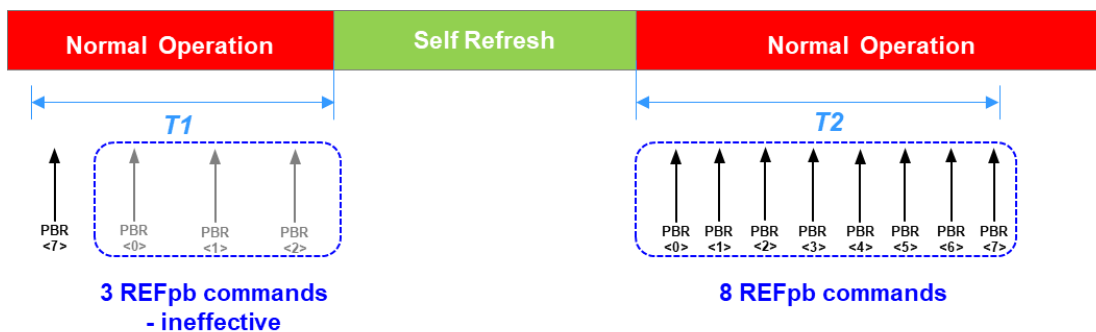 Normal Operation
Self Refresh
Normal Operation
T1
T2
PBR <7>
PBR <0>
PBR <1>
PBR <2>
PBR <0>
PBR <1>
PBR <2>
PBR <3>
PBR <4>
PBR <5>
PBR <6>
PBR <7>
3 REFpb commands
- ineffective
8 REFpb commands